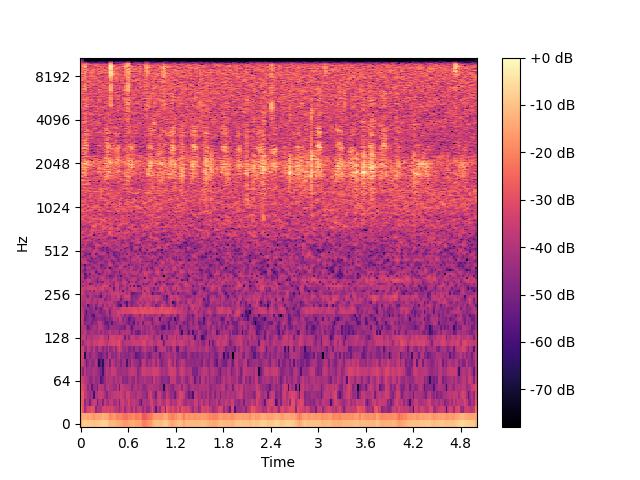 8192
4096
2048
1024
512
256
128
64
0
Hz
0 0.6 1.2 1.8 2.4 3 3.6 4.2 4.8
Time
+0 dB
-10 dB
-20 dB
-30 dB
-40 dB
-50 dB
-60 dB
-70 dB